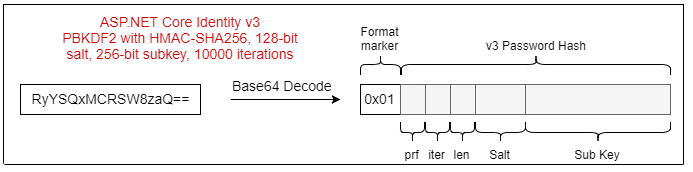 ASP.NET Core Identity v3
PBKDF2 with HMAC-SHA256, 128-bit
salt, 256-bit subkey, 10000 iterations
RyYSQxMCRSW8zaQ==
Base64 Decode
Format
marker
v3 Password Hash
0x01
prf iter len Salt Sub Key